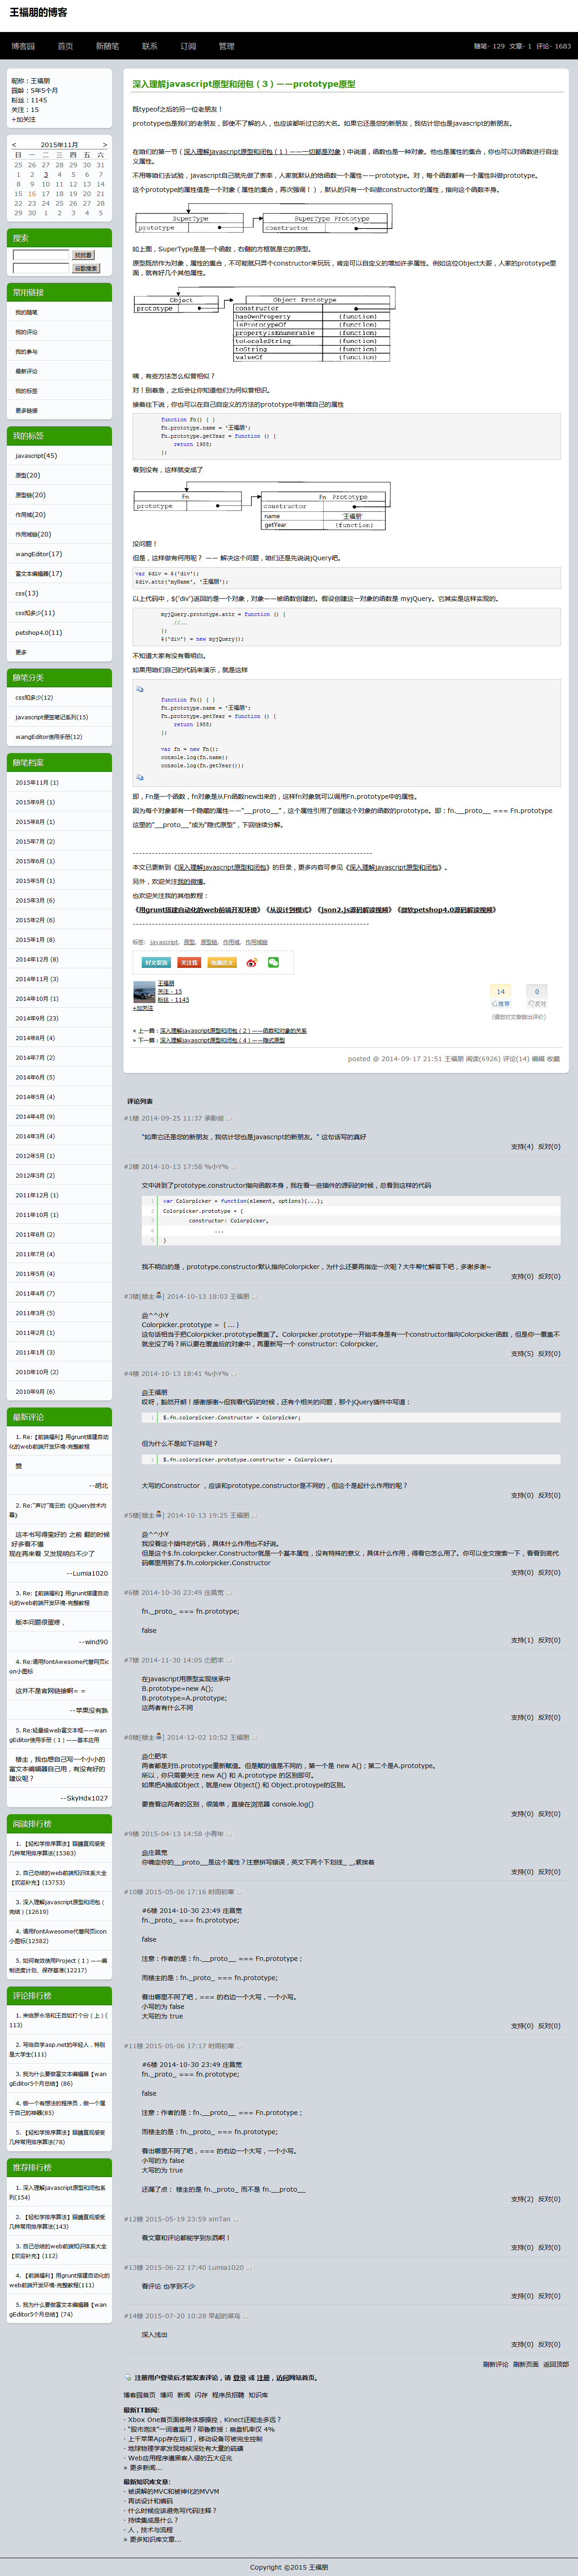 王福朋的博客
博客园 首页 新随笔 联系 订阅 管理
随笔- 129 文章- 1 评论- 1683
昵称：王福朋
园龄：5年5个月
粉丝：1145
关注：15
+加关注
< 2015年11月 >
日 一 二 三 四 五 六
25 26 27 28 29 30 31
1 2 3 4 5 6 7
8 9 10 11 12 13 14
15 16 17 18 19 20 21
22 23 24 25 26 27 28
29 30 1 2 3 4 5
搜索
找找看
谷歌搜索
常用链接
我的随笔
我的评论
我的参与
最新评论
我的标签
更多链接
我的标签
javascript(45)
原型(20)
原型链(20)
作用域(20)
作用域链(20)
wangEditor(17)
富文本编辑器(17)
css(13)
css知多少(11)
petshop4.0(11)
更多
随笔分类
css知多少(12)
javascript便签笔记系列(15)
wangEditor使用手册(12)
随笔档案
2015年11月 (1)
2015年9月 (1)
2015年8月 (1)
2015年7月 (2)
2015年6月 (1)
2015年5月 (1)
2015年3月 (6)
2015年2月 (6)
2015年1月 (8)
2014年12月 (8)
2014年11月 (3)
2014年10月 (1)
2014年9月 (23)
2014年8月 (4)
2014年7月 (2)
2014年6月 (5)
2014年5月 (4)
2014年4月 (9)
2014年3月 (4)
2012年5月 (1)
2012年3月 (2)
2011年12月 (1)
2011年10月 (1)
2011年8月 (2)
2011年7月 (4)
2011年5月 (4)
2011年4月 (7)
2011年3月 (5)
2011年2月 (1)
2011年1月 (3)
2010年10月 (2)
2010年9月 (6)
最新评论
1. Re:【前端福利】用grunt搭建自动
化的web前端开发环境-完整教程
赞
--胡北
2. Re:"声讨"高云的《jQuery技术内
幕》
这本书写得蛮好的 之前 翻的时候
好多看不懂
现在再来看 又发现明白不少了
--Lumia1020
3. Re:【前端福利】用grunt搭建自动
化的web前端开发环境-完整教程
版本问题很蛋疼，
--wind90
4. Re:请用fontAwesome代替网页ic
on小图标
这并不是官网链接啊= =
--苹果没有熟
5. Re:轻量级web富文本框——wan
gEditor使用手册（1）——基本应用
楼主，我也想自己写一个小小的
富文本编辑器自己用，有没有好的
建议呢？
--SkyHdx1027
阅读排行榜
1. 【轻松学排序算法】眼睛直观感受
几种常用排序算法(15383)
2. 自己总结的web前端知识体系大全
【欢迎补充】(13753)
3. 深入理解javascript原型和闭包（
完结）(12619)
4. 请用fontAwesome代替网页icon
小图标(12582)
5. 如何有效使用Project（1）——编
制进度计划、保存基准(12217)
评论排行榜
1. 来给罗永浩和王自如打个分（上）(
113)
2. 写给自学asp.net的年轻人，特别
是大学生(111)
3. 我为什么要做富文本编辑器【wan
gEditor5个月总结】(86)
4. 做一个有想法的程序员，做一个属
于自己的神器(85)
5. 【轻松学排序算法】眼睛直观感受
几种常用排序算法(78)
推荐排行榜
1. 深入理解javascript原型和闭包系
列(154)
2. 【轻松学排序算法】眼睛直观感受
几种常用排序算法(143)
3. 自己总结的web前端知识体系大全
【欢迎补充】(112)
4. 【前端福利】用grunt搭建自动化的
web前端开发环境-完整教程(111)
5. 我为什么要做富文本编辑器【wan
gEditor5个月总结】(74)
深入理解javascript原型和闭包（3）——prototype原型
既typeof之后的另一位老朋友！
prototype也是我们的老朋友，即使不了解的人，也应该都听过它的大名。如果它还是您的新朋友，我估计您也是javascript的新朋友。
在咱们的第一节（深入理解javascript原型和闭包（1）——一切都是对象）中说道，函数也是一种对象。他也是属性的集合，你也可以对函数进行自定
义属性。
不用等咱们去试验，javascript自己就先做了表率，人家就默认的给函数一个属性——prototype。对，每个函数都有一个属性叫做prototype。
这个prototype的属性值是一个对象（属性的集合，再次强调！），默认的只有一个叫做constructor的属性，指向这个函数本身。
SuperType
prototype
SuperType Prototype
constructor
如上图，SuperType是是一个函数，右侧的方框就是它的原型。
原型既然作为对象，属性的集合，不可能就只弄个constructor来玩玩，肯定可以自定义的增加许多属性。例如这位Object大哥，人家的prototype里
面，就有好几个其他属性。
Object
prototype
Object Prototype
constructor
hasOwnProperty (function)
isPrototypeOf (function)
propertyIsEnumerable (function)
toLocaleString (function)
toString (function)
valueOf (function)
咦，有些方法怎么似曾相似？
对！别着急，之后会让你知道他们为何似曾相识。
接着往下说，你也可以在自己自定义的方法的prototype中新增自己的属性
function Fn() { }
Fn.prototype.name = '王福朋';
Fn.prototype.getYear = function () {
return 1988;
};
看到没有，这样就变成了
Fn
prototype
Fn Prototype
constructor
name '王福朋'
getYear (function)
没问题！
但是，这样做有何用呢？ —— 解决这个问题，咱们还是先说说jQuery吧。
var $div = $('div');
$div.attr('myName', '王福朋');
以上代码中，$('div')返回的是一个对象，对象——被函数创建的。假设创建这一对象的函数是 myjQuery。它其实是这样实现的。
myjQuery.prototype.attr = function () {
//……
};
$('div') = new myjQuery();
不知道大家有没有看明白。
如果用咱们自己的代码来演示，就是这样
function Fn() { }
Fn.prototype.name = '王福朋';
Fn.prototype.getYear = function () {
return 1988;
};
var fn = new Fn();
console.log(fn.name);
console.log(fn.getYear());
即，Fn是一个函数，fn对象是从Fn函数new出来的，这样fn对象就可以调用Fn.prototype中的属性。
因为每个对象都有一个隐藏的属性——"__proto__"，这个属性引用了创建这个对象的函数的prototype。即：fn.__proto__ === Fn.prototype
这里的"__proto__"成为"隐式原型"，下回继续分解。
---------------------------------------------------------------------------
本文已更新到《深入理解javascript原型和闭包》的目录，更多内容可参见《深入理解javascript原型和闭包》。
另外，欢迎关注我的微博。
也欢迎关注我的其他教程：
《用grunt搭建自动化的web前端开发环境》《从设计到模式》《json2.js源码解读视频》《微软petshop4.0源码解读视频》
---------------------------------------------------------------------------
标签: javascript, 原型, 原型链, 作用域, 作用域链
好文要顶 关注我 收藏该文
王福朋
关注 - 15
粉丝 - 1145
+加关注
14
推荐
0
反对
(请您对文章做出评价)
« 上一篇：深入理解javascript原型和闭包（2）——函数和对象的关系
» 下一篇：深入理解javascript原型和闭包（4）——隐式原型
posted @ 2014-09-17 21:51 王福朋 阅读(6926) 评论(14) 编辑 收藏
评论列表
#1楼 2014-09-25 11:37
"如果它还是您的新朋友，我估计您也是javascript的新朋友。" 这句话写的真好
支持(4) 反对(0)
#2楼 2014-10-13 17:58 ^小Y^
文中讲到了prototype.constructor指向函数本身，我在看一些插件的源码的时候，总看到这样的代码
1 var Colorpicker = function(element, options){...};
2 Colorpicker.prototype = {
3 constructor: Colorpicker,
4 ...
5 }
我不明白的是，prototype.constructor默认指向Colorpicker，为什么还要再指定一次呢？大牛帮忙解答下吧，多谢多谢~
支持(0) 反对(0)
#3楼[楼主] 2014-10-13 18:03 王福朋
@^^小Y
Colorpicker.prototype = ｛ ... ｝
这句话相当于把Colorpicker.prototype覆盖了。Colorpicker.prototype一开始本身是有一个constructor指向Colorpicker函数，但是你一覆盖不
就全没了吗？所以要在覆盖后的对象中，再重新写一个 constructor: Colorpicker,
支持(5) 反对(0)
#4楼 2014-10-13 18:41 ^小Y^
@王福朋
哎呀，豁然开朗！感谢感谢~但我看代码的时候，还有个相关的问题，那个jQuery插件中写道：
1 $.fn.colorpicker.Constructor = Colorpicker;
但为什么不是如下这样呢？
1 $.fn.colorpicker.prototype.constructor = Colorpicker;
大写的Constructor ，应该和prototype.constructor是不同的，但这个是起什么作用的呢？
支持(0) 反对(0)
#5楼[楼主] 2014-10-13 19:25 王福朋
@^^小Y
我没看这个插件的代码，具体什么作用也不好说。
但是这个$.fn.colorpicker.Constructor就是一个基本属性，没有特殊的意义，具体什么作用，得看它怎么用了。你可以全文搜索一下，看看到底代
码哪里用到了$.fn.colorpicker.Constructor
支持(0) 反对(0)
#6楼 2014-10-30 23:49 庄晨宽
fn._proto_ === fn.prototype;
false
支持(1) 反对(0)
#7楼 2014-11-30 14:05 小肥羊
在javascript用原型实现继承中
B.prototype=new A();
B.prototype=A.prototype;
这两者有什么不同
支持(0) 反对(0)
#8楼[楼主] 2014-12-02 10:52 王福朋
@小肥羊
两者都是对B.prototype重新赋值。但是赋的值是不同的，第一个是 new A()；第二个是A.prototype。
所以，你只需要关注 new A() 和 A.prototype 的区别即可。
如果把A换成Object，就是new Object() 和 Object.protoype的区别。
要查看这两者的区别，很简单，直接在浏览器 console.log()
支持(0) 反对(0)
#9楼 2015-04-13 14:58 小青年
@庄晨宽
你确定你的__proto__是这个属性？注意拼写错误，英文下两个下划线_ _,紧挨着
支持(0) 反对(0)
#10楼 2015-05-06 17:16 时雨初霁
#6楼 2014-10-30 23:49 庄晨宽
fn._proto_ === fn.prototype;
false
注意：作者的是：fn.__proto__ === Fn.prototype；
而楼主的是：fn._proto_ === fn.prototype;
看出哪里不同了吧，=== 的右边一个大写，一个小写。
小写的为 false
大写的为 true
支持(0) 反对(0)
#11楼 2015-05-06 17:17 时雨初霁
#6楼 2014-10-30 23:49 庄晨宽
fn._proto_ === fn.prototype;
false
注意：作者的是：fn.__proto__ === Fn.prototype；
而楼主的是：fn._proto_ === fn.prototype;
看出哪里不同了吧，=== 的右边一个大写，一个小写。
小写的为 false
大写的为 true
还漏了点： 楼主的是 fn._proto_ 而不是 fn.__proto__
支持(2) 反对(0)
#12楼 2015-05-19 23:59 xmTan
看文章和评论都能学到东西啊！
支持(0) 反对(0)
#13楼 2015-06-22 17:40 Lumia1020
看评论 也学到不少
支持(0) 反对(0)
#14楼 2015-07-20 10:28 早起的菜鸟
深入浅出
支持(0) 反对(0)
刷新评论 刷新页面 返回顶部
注册用户登录后才能发表评论，请 登录 或 注册，访问网站首页。
博客园首页 博问 新闻 闪存 程序员招聘 知识库
最新IT新闻:
· Xbox One首页面移除体感操控，Kinect还能走多远？
· "股市泡沫"一词遭滥用？耶鲁教授：崩盘机率仅 4%
· 上千苹果App存在后门，移动设备可被完全控制
· 地球物理学家发现地核深处有大量的硫磺
· Web应用程序遭黑客入侵的五大征兆
» 更多新闻...
最新知识库文章:
· 被误解的MVC和被神化的MVVM
· 再谈设计和编码
· 什么时候应该避免写代码注释？
· 持续集成是什么？
· 人，技术与流程
» 更多知识库文章...
Copyright ©2015 王福朋